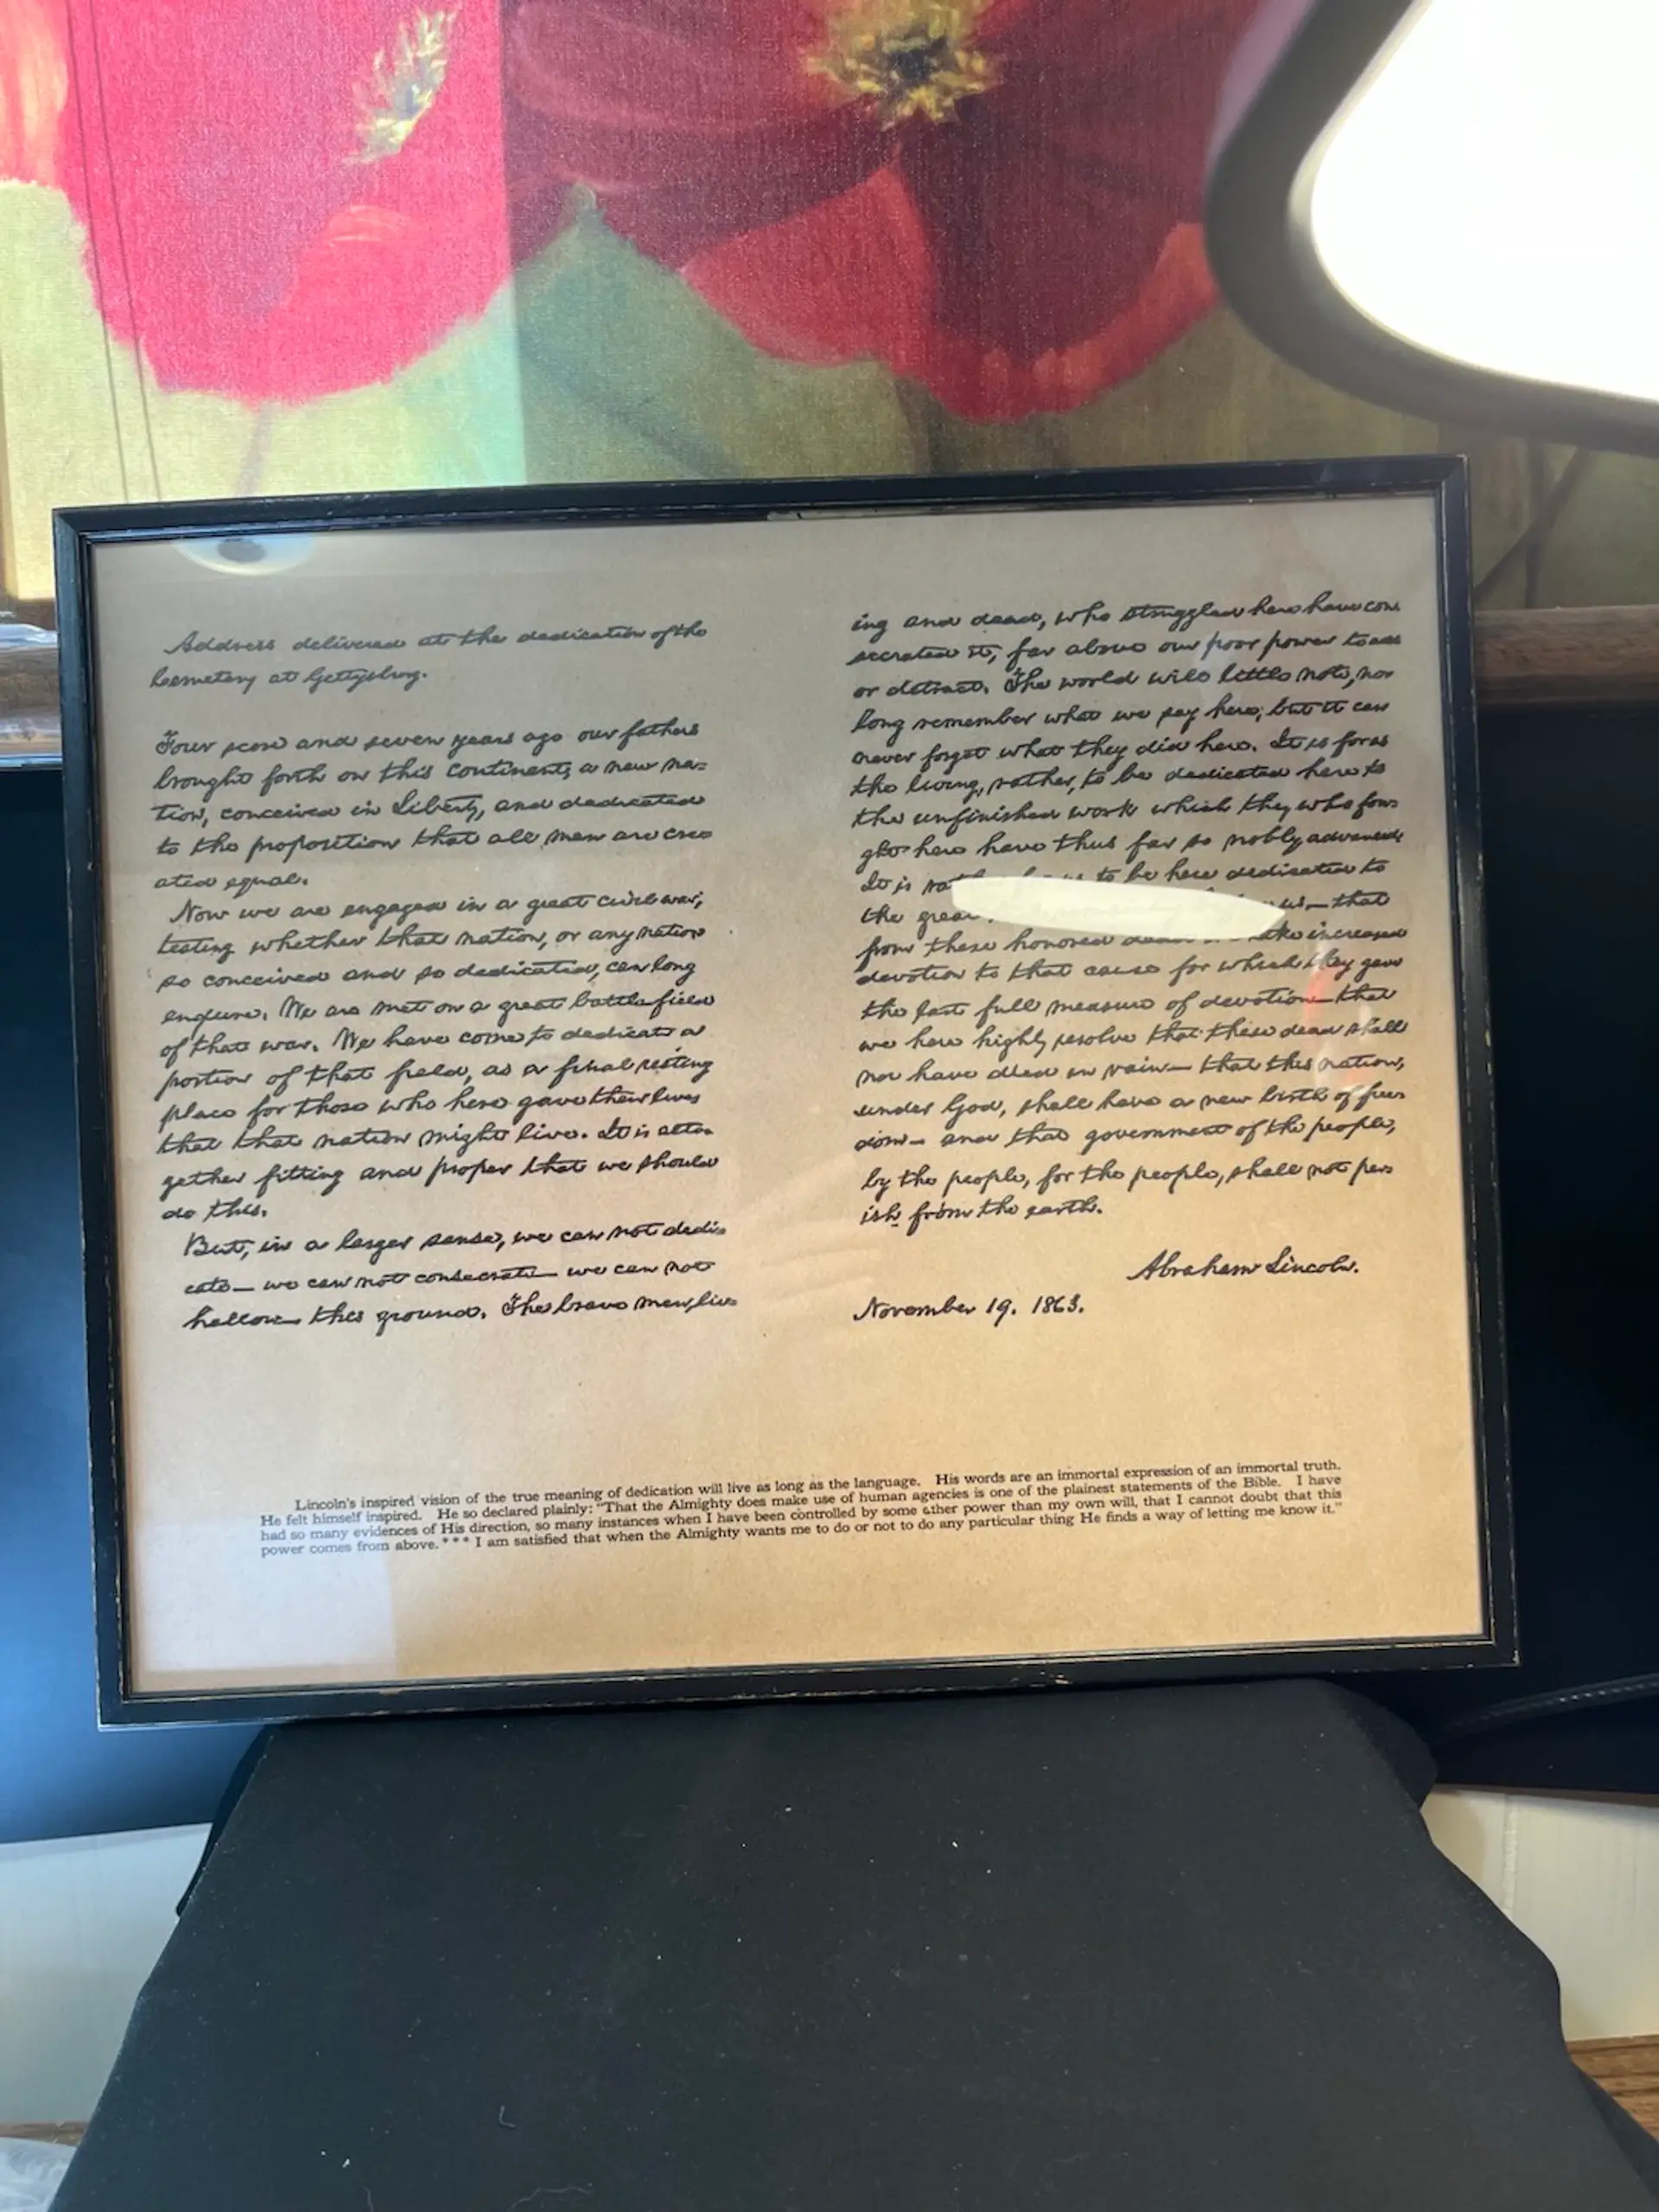 Address delivered at the dedication of the
Cemetery at Gettysburg.
Four score and seven years ago our fathers
brought forth on this continent, a new na-
tion, conceived in Liberty, and dedicated
to the proposition that all men are cre-
ated equal.
Now we are engaged in a great civil war,
testing whether that nation, or any nation
so conceived and so dedicated, can long
endure. We are met on a great battle-field
of that war. We have come to dedicate a
portion of that field, as a final resting
place for those who here gave their lives
that that nation might live. It is alto-
gether fitting and proper that we should
do this.
But, in a larger sense, we can not dedi-
cate— we can not consecrate— we can not
hallow— this ground. The brave men, liv-
ing and dead, who struggled here have con-
secrated it, far above our poor power to add
or detract. The world will little note, nor
long remember what we say here, but it can
never forget what they did here. It is for us
the living, rather, to be dedicated here to
the unfinished work which they who fou-
ght here have thus far so nobly advanced.
It is to be here dedicated to
the great us— that
from these honored take increased
devotion to that cause for which they gave
the last full measure of devotion— that
we here highly resolve that these dead shall
not have died in vain— that this nation,
under God, shall have a new birth of free-
dom— and that government of the people,
by the people, for the people, shall not per-
ish from the earth.
Abraham Lincoln.
November 19. 1863.
Lincoln's inspired vision of the true meaning of dedication will live as long as the language. His words are an immortal expression of an immortal truth.
He felt himself inspired. He so declared plainly: "That the Almighty does make use of human agencies is one of the plainest statements of the Bible. I have
had so many evidences of His direction, so many instances when I have been controlled by some other power than my own will, that I cannot doubt that this
power comes from above. * * * I am satisfied that when the Almighty wants me to do or not to do any particular thing He finds a way of letting me know it."